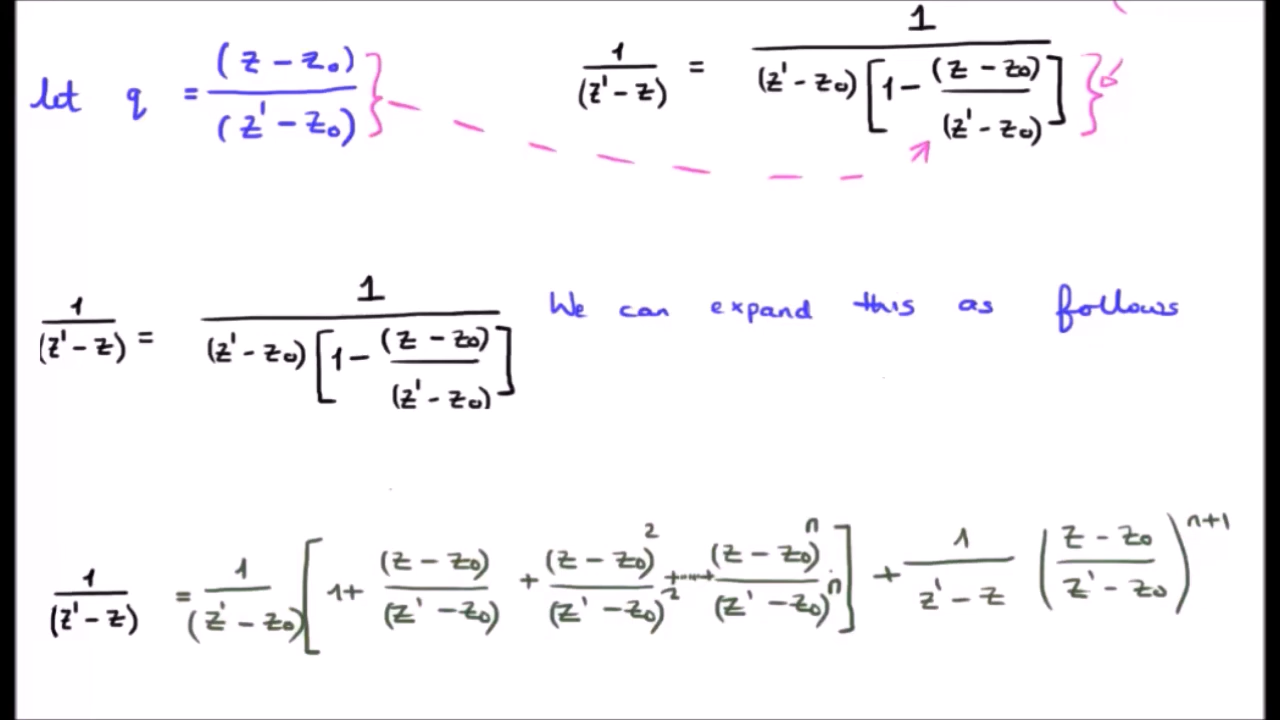 let q = (z - z₀) / (z' - z₀)    1 / (z' - z) = 1 / (z' - z₀) [1 - (z - z₀) / (z' - z₀)]
1 / (z' - z) = 1 / (z' - z₀) [1 - (z - z₀) / (z' - z₀)] We can expand this as follows
1 / (z' - z) = 1 / (z' - z₀) [1 + (z - z₀) / (z' - z₀) + (z - z₀)² / (z' - z₀)² + ... + (z - z₀)ⁿ / (z' - z₀)ⁿ] + 1 / z' - z (z - z₀ / z' - z₀)ⁿ⁺¹